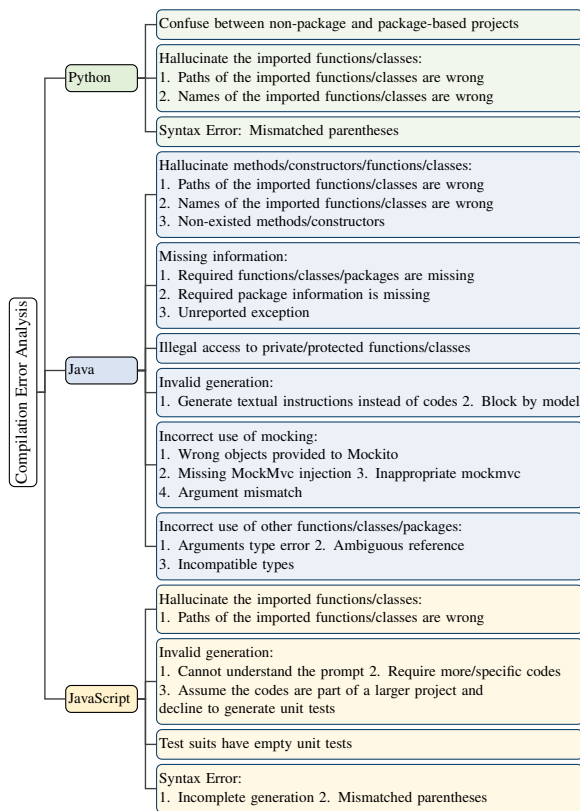 Compilation Error Analysis
Python
Confuse between non-package and package-based projects
Hallucinate the imported functions/classes:
1. Paths of the imported functions/classes are wrong
2. Names of the imported functions/classes are wrong
Syntax Error: Mismatched parentheses
Java
Hallucinate methods/constructors/functions/classes:
1. Paths of the imported functions/classes are wrong
2. Names of the imported functions/classes are wrong
3. Non-existed methods/constructors
Missing information:
1. Required functions/classes/packages are missing
2. Required package information is missing
3. Unreported exception
Illegal access to private/protected functions/classes
Invalid generation:
1. Generate textual instructions instead of codes 2. Block by model
Incorrect use of mocking:
1. Wrong objects provided to Mockito
2. Missing MockMvc injection 3. Inappropriate mockmvc
4. Argument mismatch
Incorrect use of other functions/classes/packages:
1. Arguments type error 2. Ambiguous reference
3. Incompatible types
JavaScript
Hallucinate the imported functions/classes:
1. Paths of the imported functions/classes are wrong
Invalid generation:
1. Cannot understand the prompt 2. Require more/specific codes
3. Assume the codes are part of a larger project and
decline to generate unit tests
Test suits have empty unit tests
Syntax Error:
1. Incomplete generation 2. Mismatched parentheses